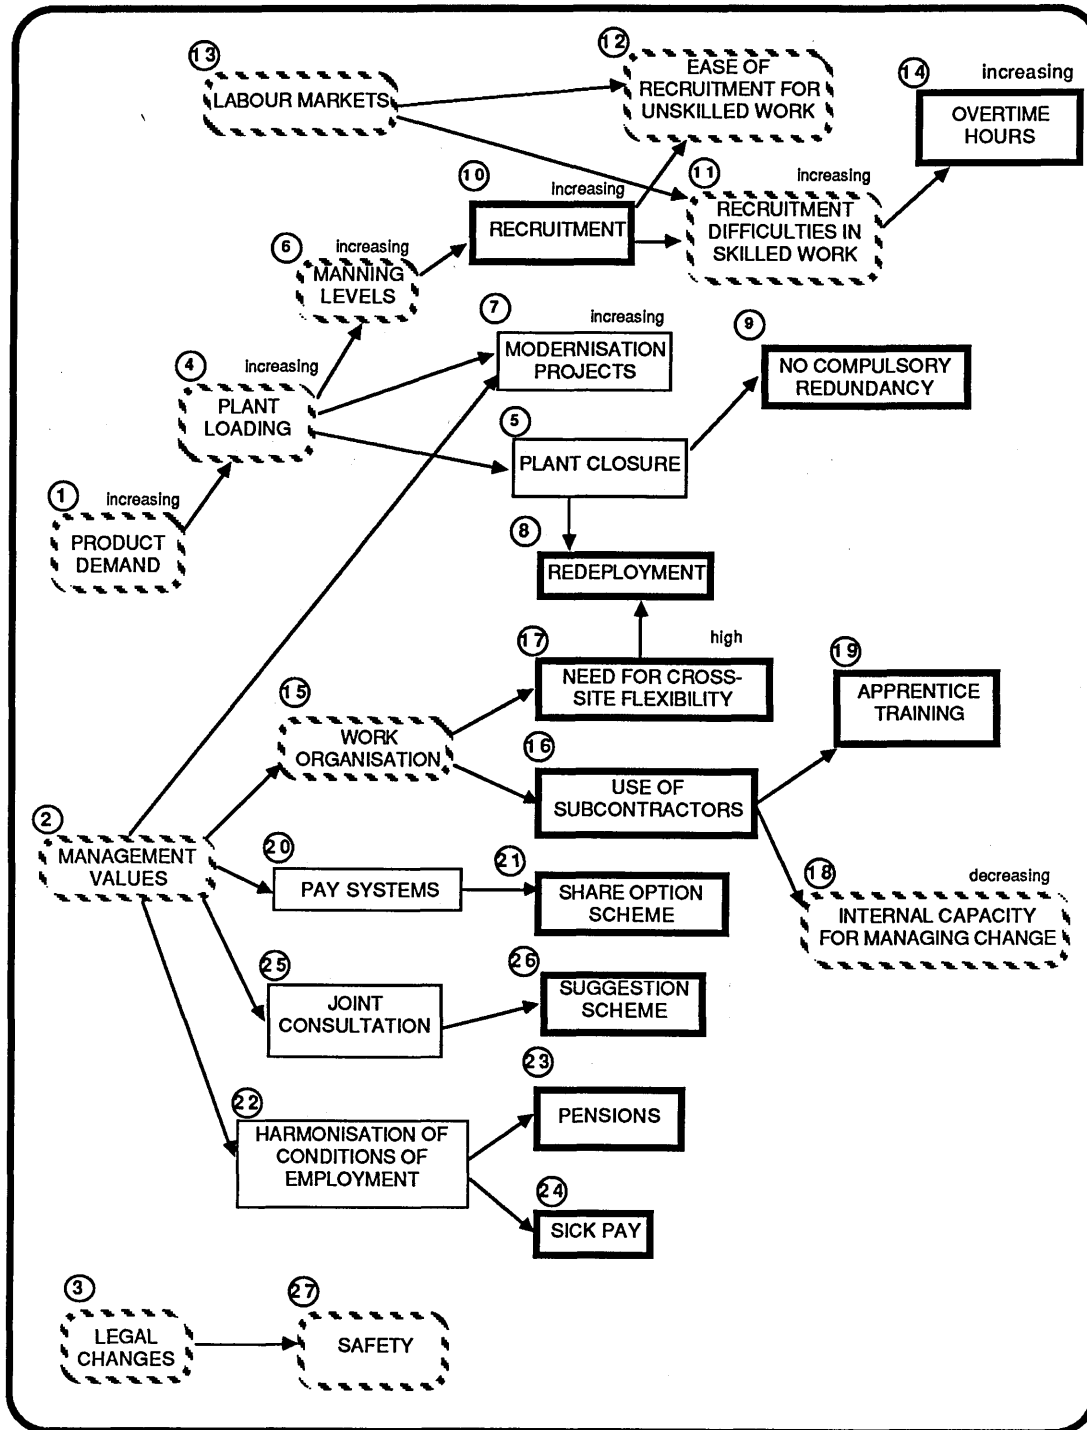 13
LABOUR MARKETS
12
EASE OF
RECRUITMENT FOR
UNSKILLED WORK
14
increasing
OVERTIME
HOURS
10
increasing
RECRUITMENT
11
increasing
RECRUITMENT
DIFFICULTIES IN
SKILLED WORK
6
increasing
MANNING
LEVELS
7
increasing
MODERNISATION
PROJECTS
9
NO COMPULSORY
REDUNDANCY
4
increasing
PLANT
LOADING
5
PLANT CLOSURE
1
increasing
PRODUCT
DEMAND
8
REDEPLOYMENT
17
high
NEED FOR CROSS-
SITE FLEXIBILITY
19
APPRENTICE
TRAINING
15
WORK
ORGANISATION
16
USE OF
SUBCONTRACTORS
2
MANAGEMENT
VALUES
20
PAY SYSTEMS
21
SHARE OPTION
SCHEME
18
decreasing
INTERNAL CAPACITY
FOR MANAGING CHANGE
25
JOINT
CONSULTATION
26
SUGGESTION
SCHEME
22
HARMONISATION OF
CONDITIONS OF
EMPLOYMENT
23
PENSIONS
24
SICK PAY
3
LEGAL
CHANGES
27
SAFETY